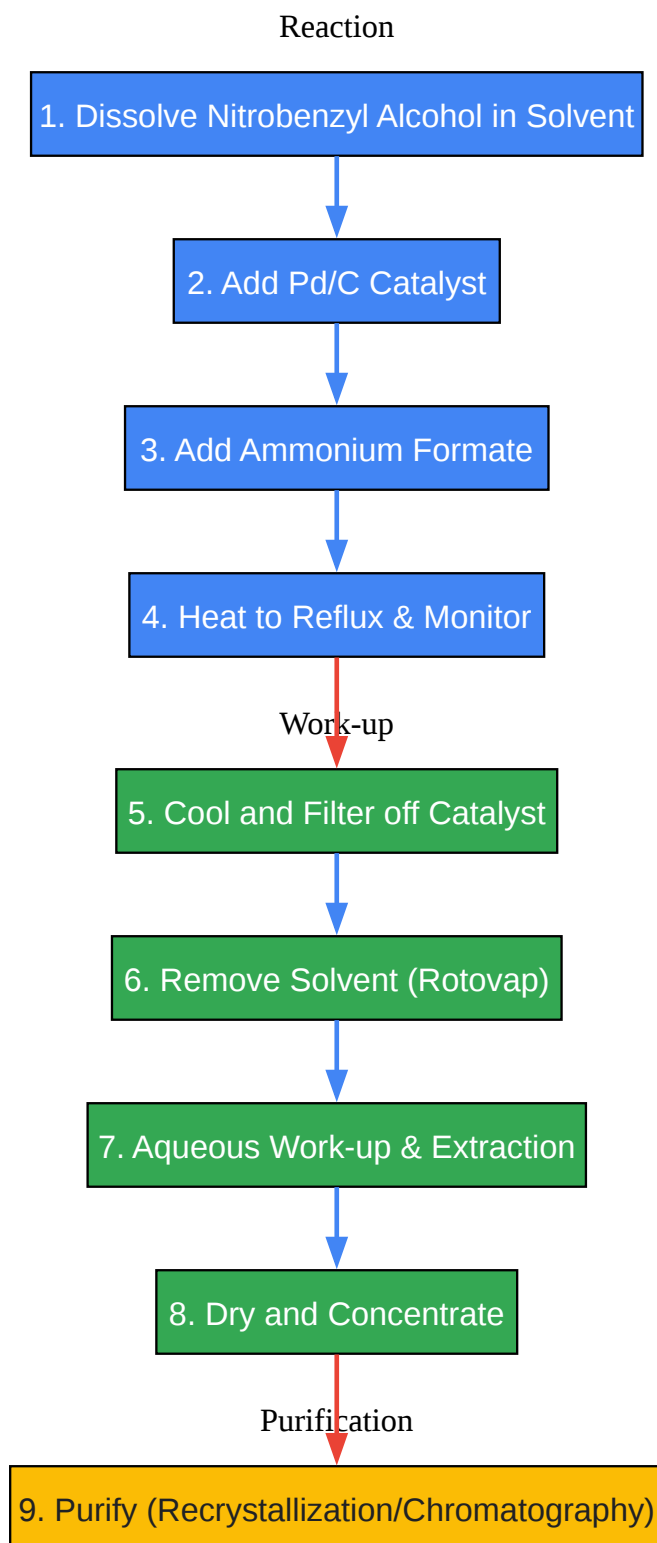 Reaction
1. Dissolve Nitrobenzyl Alcohol in Solvent
2. Add Pd/C Catalyst
3. Add Ammonium Formate
4. Heat to Reflux & Monitor
Work-up
5. Cool and Filter off Catalyst
6. Remove Solvent (Rotovap)
7. Aqueous Work-up & Extraction
8. Dry and Concentrate
Purification
9. Purify (Recrystallization/Chromatography)